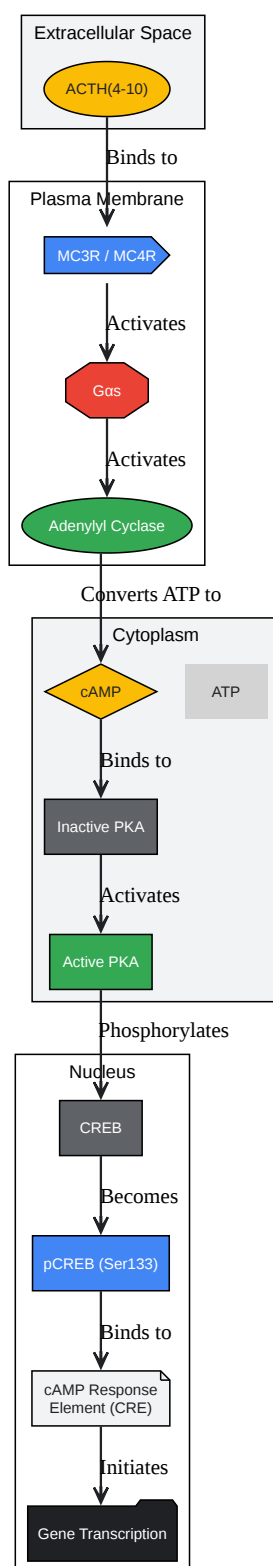 Extracellular Space
ACTH(4-10)
Binds to
Plasma Membrane
MC3R / MC4R
Activates
Gαs
Activates
Adenylyl Cyclase
Converts ATP to
Cytoplasm
cAMP
ATP
Binds to
Inactive PKA
Activates
Active PKA
Phosphorylates
Nucleus
CREB
Becomes
pCREB (Ser133)
Binds to
cAMP Response
Element (CRE)
Initiates
Gene Transcription